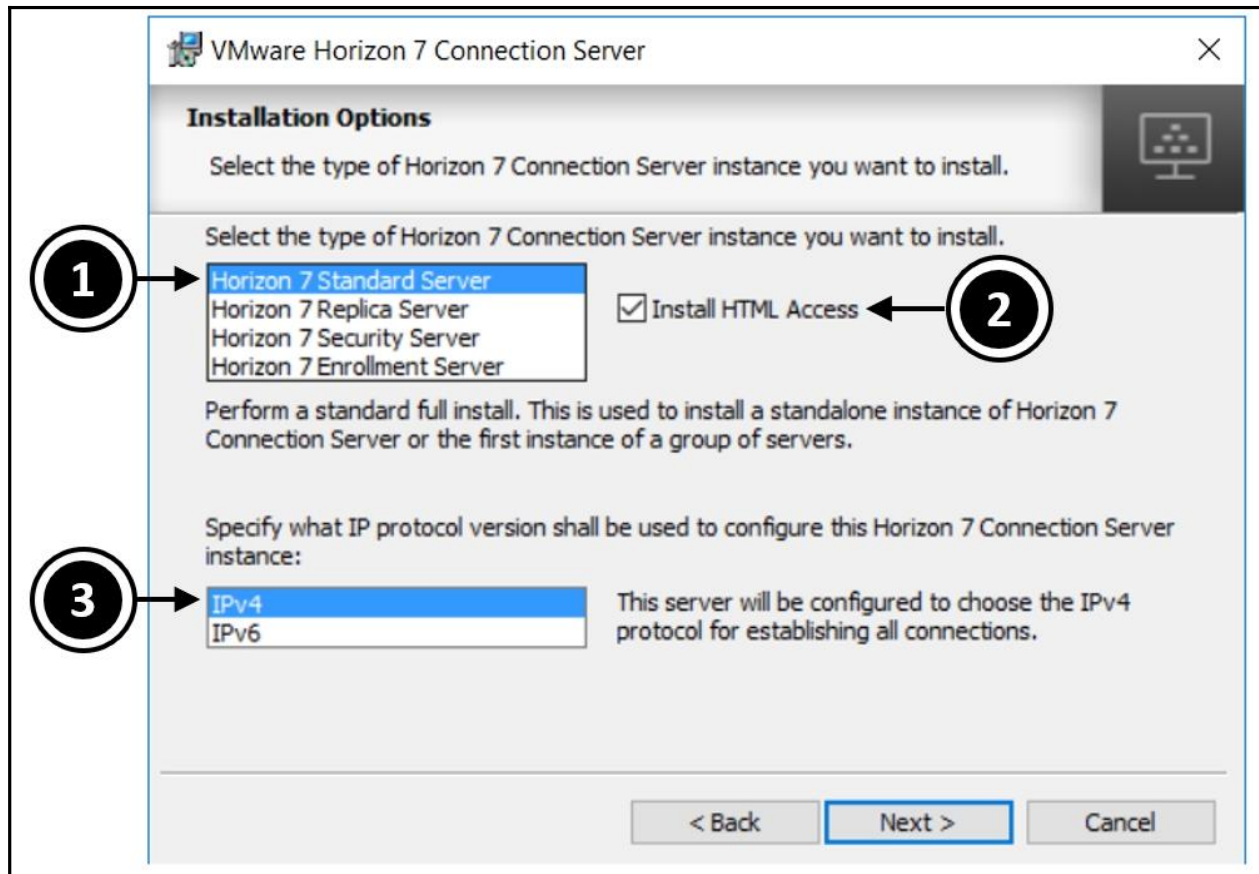 VMware Horizon 7 Connection Server
Installation Options
Select the type of Horizon 7 Connection Server instance you want to install.
Select the type of Horizon 7 Connection Server instance you want to install.
1
Horizon 7 Standard Server
Horizon 7 Replica Server
Horizon 7 Security Server
Horizon 7 Enrollment Server
Install HTML Access
2
Perform a standard full install. This is used to install a standalone instance of Horizon 7
Connection Server or the first instance of a group of servers.
Specify what IP protocol version shall be used to configure this Horizon 7 Connection Server
instance:
3
IPv4
IPv6
This server will be configured to choose the IPv4
protocol for establishing all connections.
< Back
Next >
Cancel